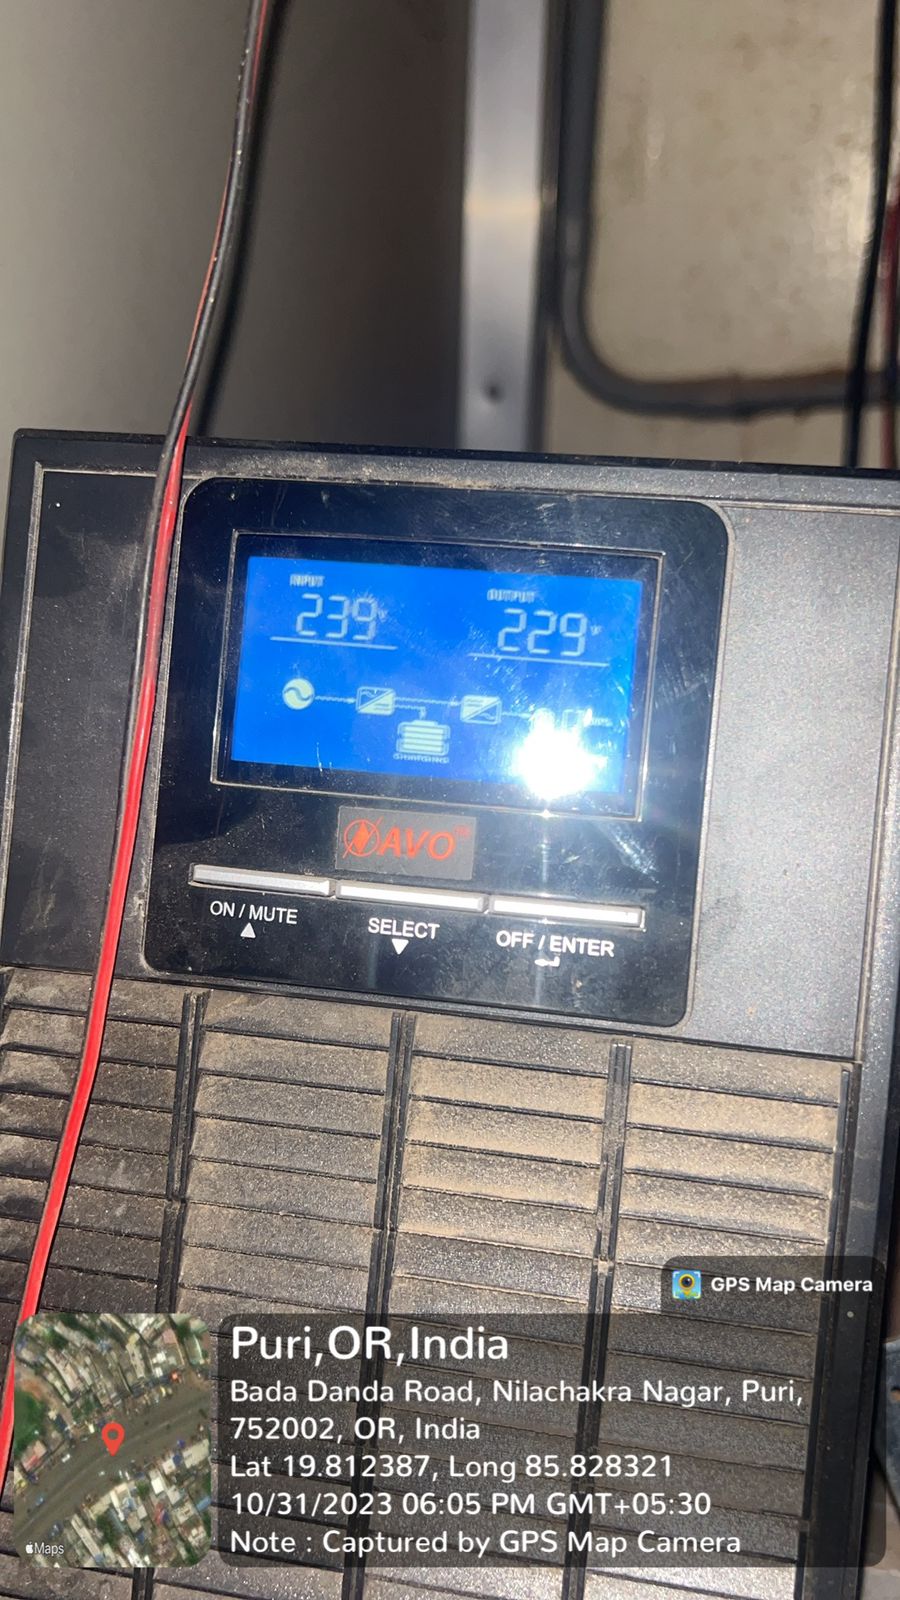 INPUT
239
OUTPUT
229
CHARGING
AVO
ON / MUTE
SELECT
OFF / ENTER
GPS Map Camera
Puri,OR,India
Bada Danda Road, Nilachakra Nagar, Puri,
752002, OR, India
Lat 19.812387, Long 85.828321
10/31/2023 06:05 PM GMT+05:30
Note : Captured by GPS Map Camera
Maps